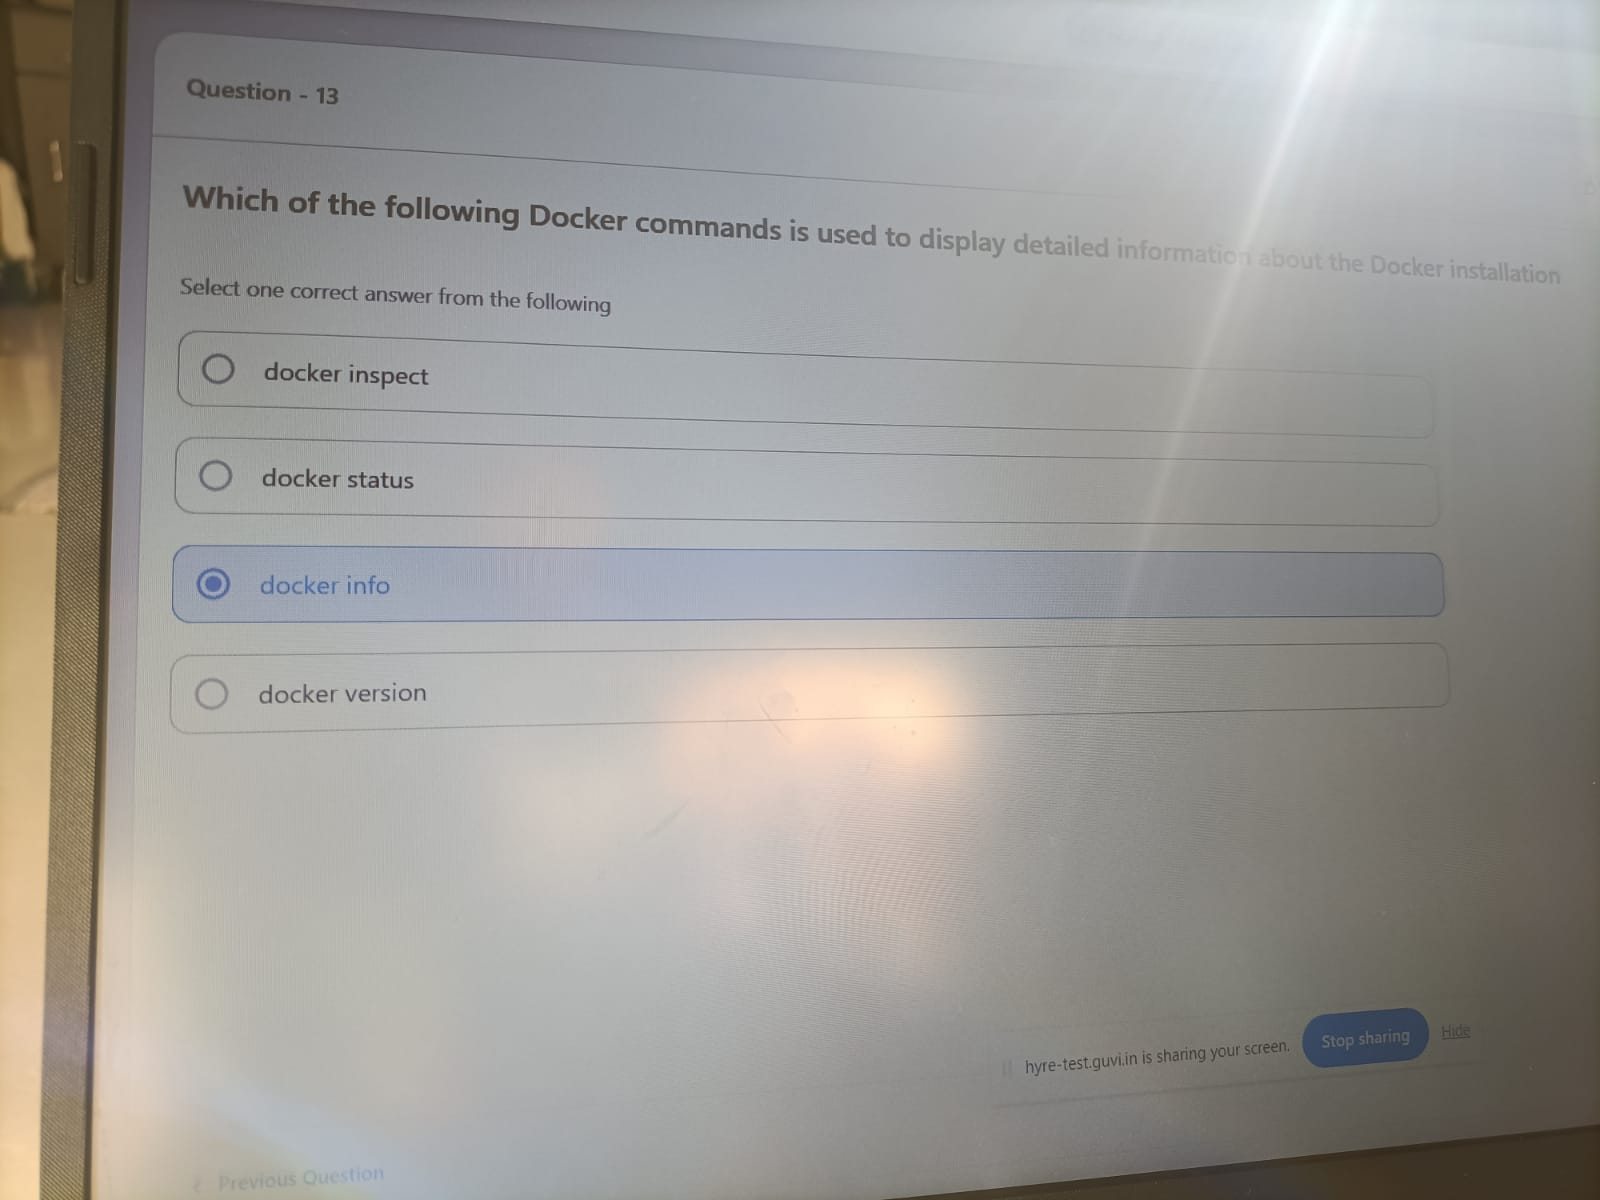 Question - 13
Which of the following Docker commands is used to display detailed information about the Docker installation
Select one correct answer from the following
docker inspect
docker status
docker info
docker version
hyre-test.guvi.in is sharing your screen. Stop sharing Hide
Previous Question